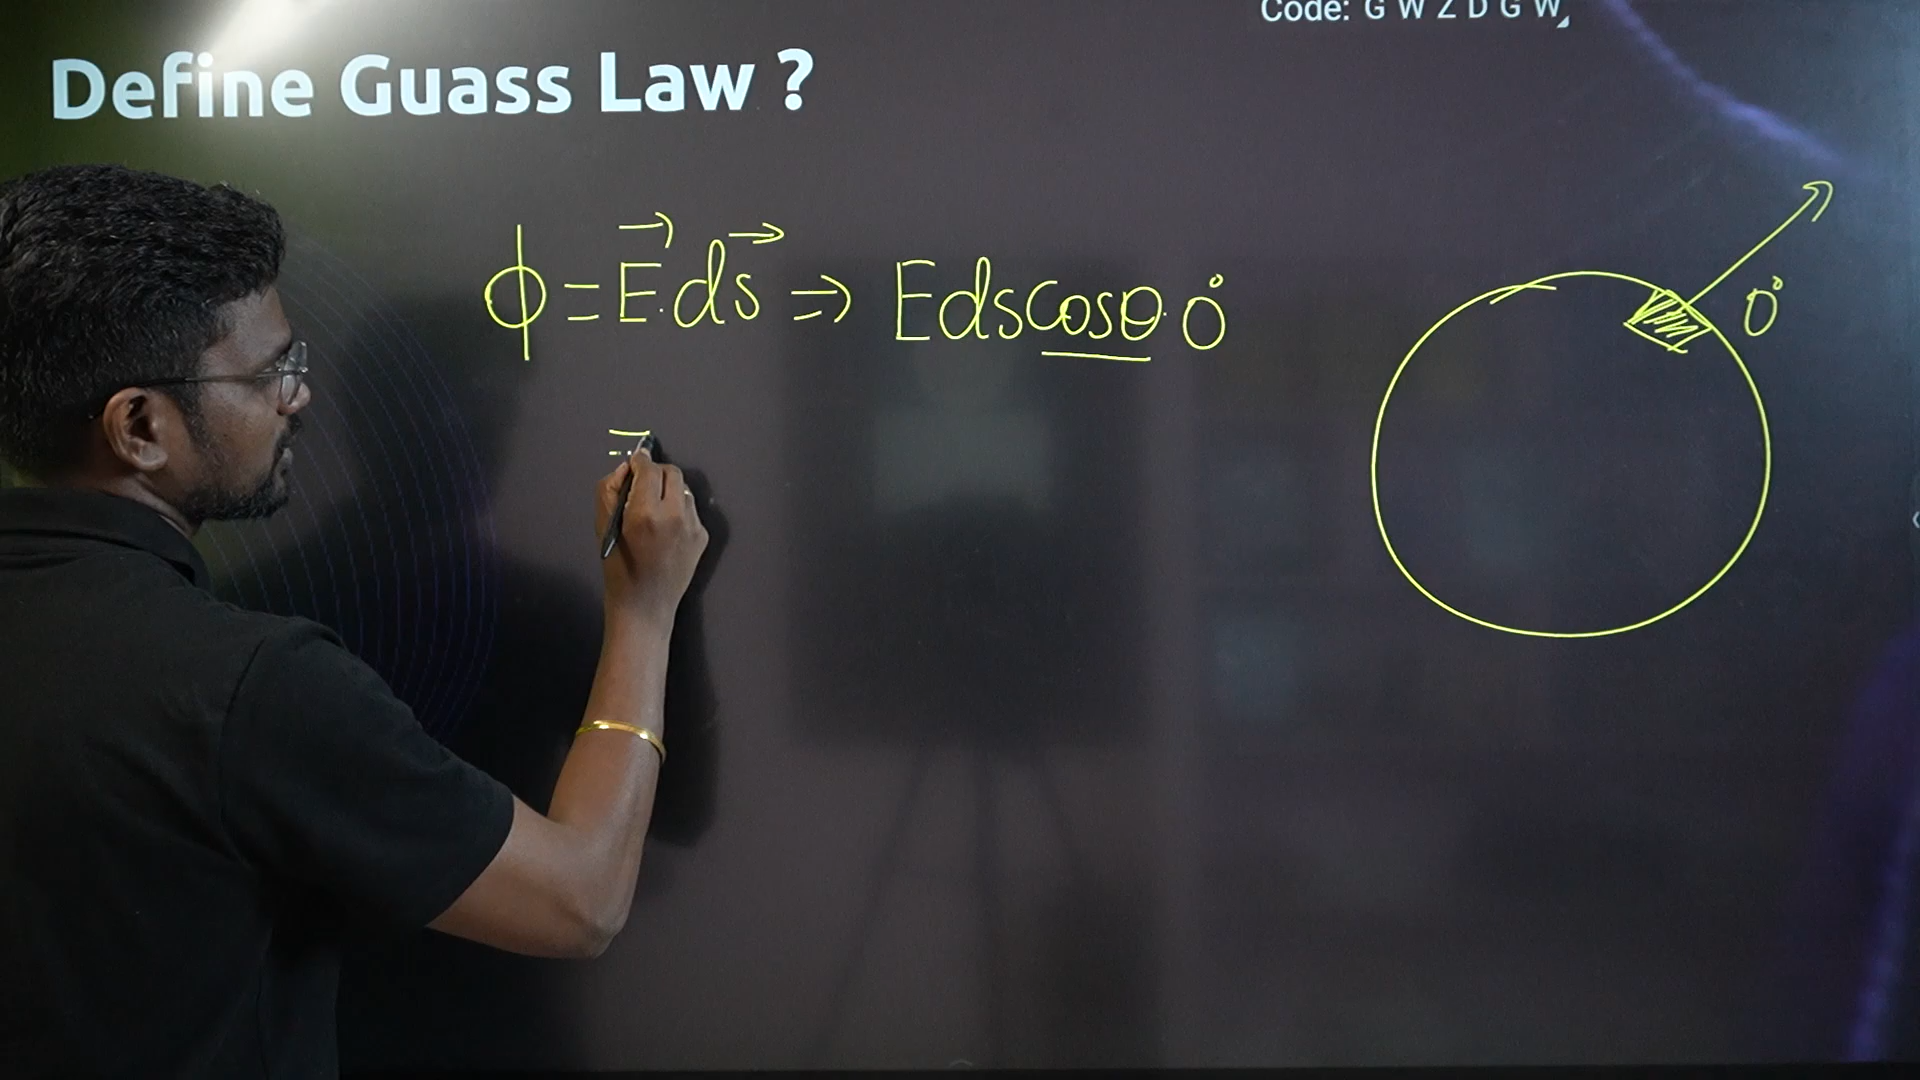 Code: G W Z D G W
Define Guass Law ?
ϕ = E⃗ . ds⃗ => Edscosθ . 0°
0°
=